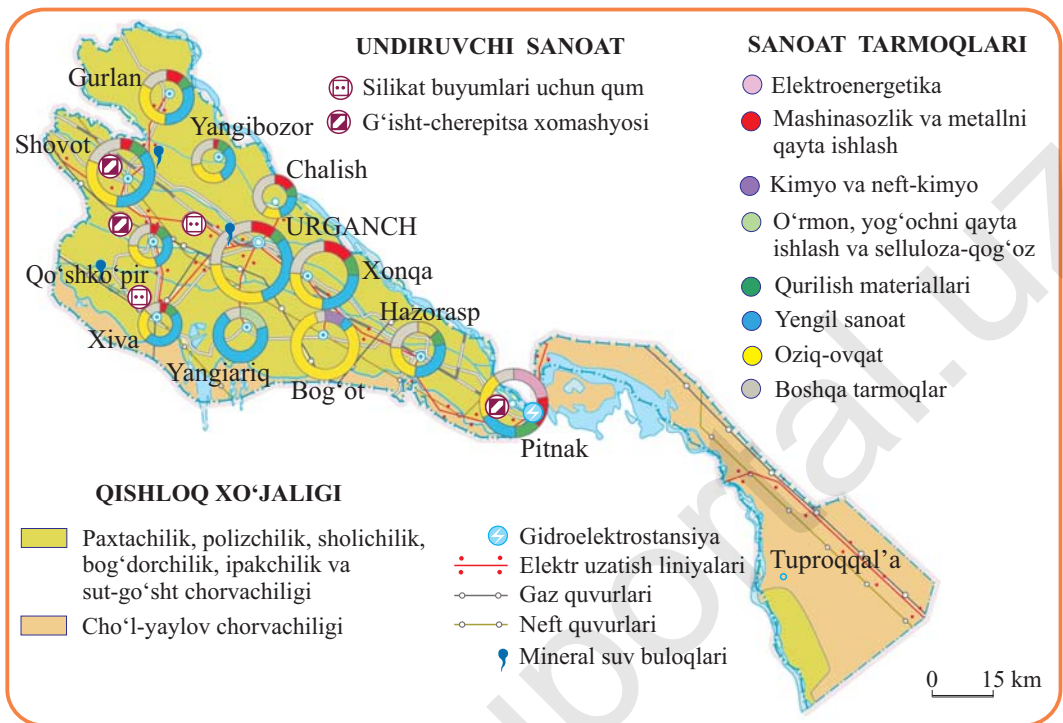 UNDIRUVCHI SANOAT
Silikat buyumlari uchun qum
G‘isht-cherepitsa xomashyosi
SANOAT TARMOQLARI
Elektroenergetika
Mashinasozlik va metallni
qayta ishlash
Kimyo va neft-kimyo
O‘rmon, yog‘ochni qayta
ishlash va selluloza-qog‘oz
Qurilish materiallari
Yengil sanoat
Oziq-ovqat
Boshqa tarmoqlar
Gurlan
Yangibozor
Shovot
Chalish
URGANCH
Qo‘shko‘pir
Xonqa
Hazorasp
Xiva
Yangiariq
Bog‘ot
Pitnak
Tuproqqal’a
QISHLOQ XO‘JALIGI
Paxtachilik, polizchilik, sholichilik,
bog‘dorchilik, ipakchilik va
sut-go‘sht chorvachiligi
Cho‘l-yaylov chorvachiligi
Gidroelektrostansiya
Elektr uzatish liniyalari
Gaz quvurlari
Neft quvurlari
Mineral suv buloqlari
0 15 km
uportal.uz